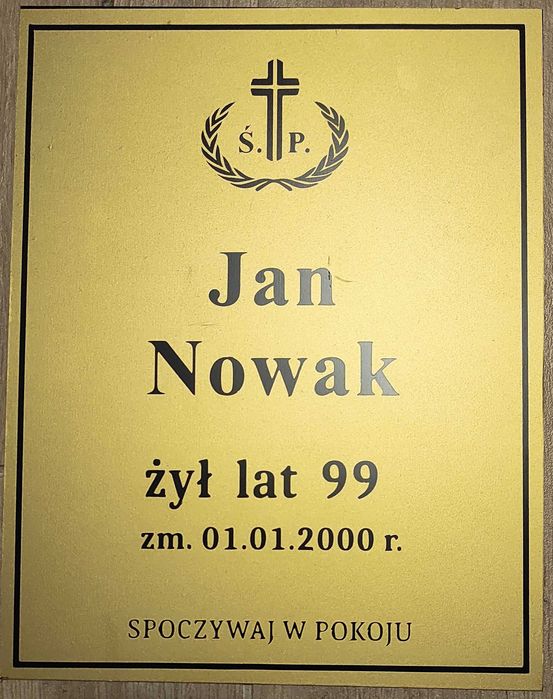 Ś. P.
Jan
Nowak
żył lat 99
zm. 01.01.2000 r.
SPOCZYWAJ W POKOJU